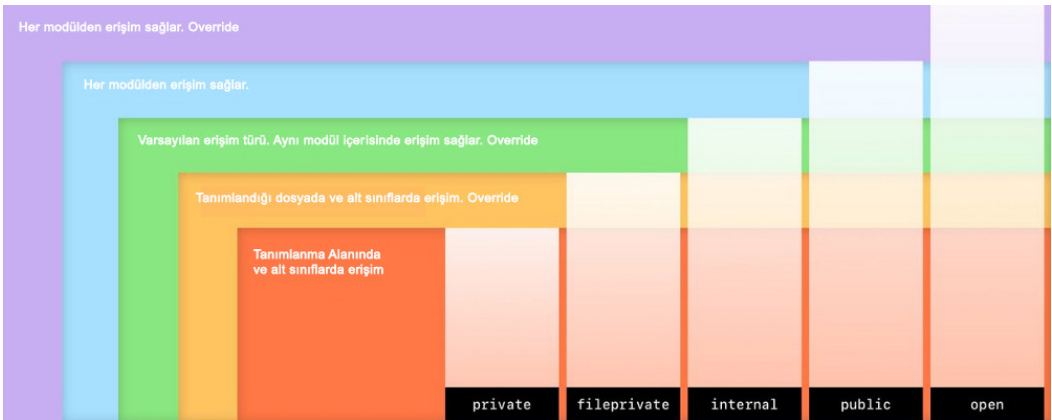 Her modülden erişim sağlar. Override
Her modülden erişim sağlar.
Varsayılan erişim türü. Aynı modül içerisinde erişim sağlar. Override
Tanımlandığı dosyada ve alt sınıflarda erişim. Override
Tanımlanma Alanında
ve alt sınıflarda erişim
private fileprivate internal public open